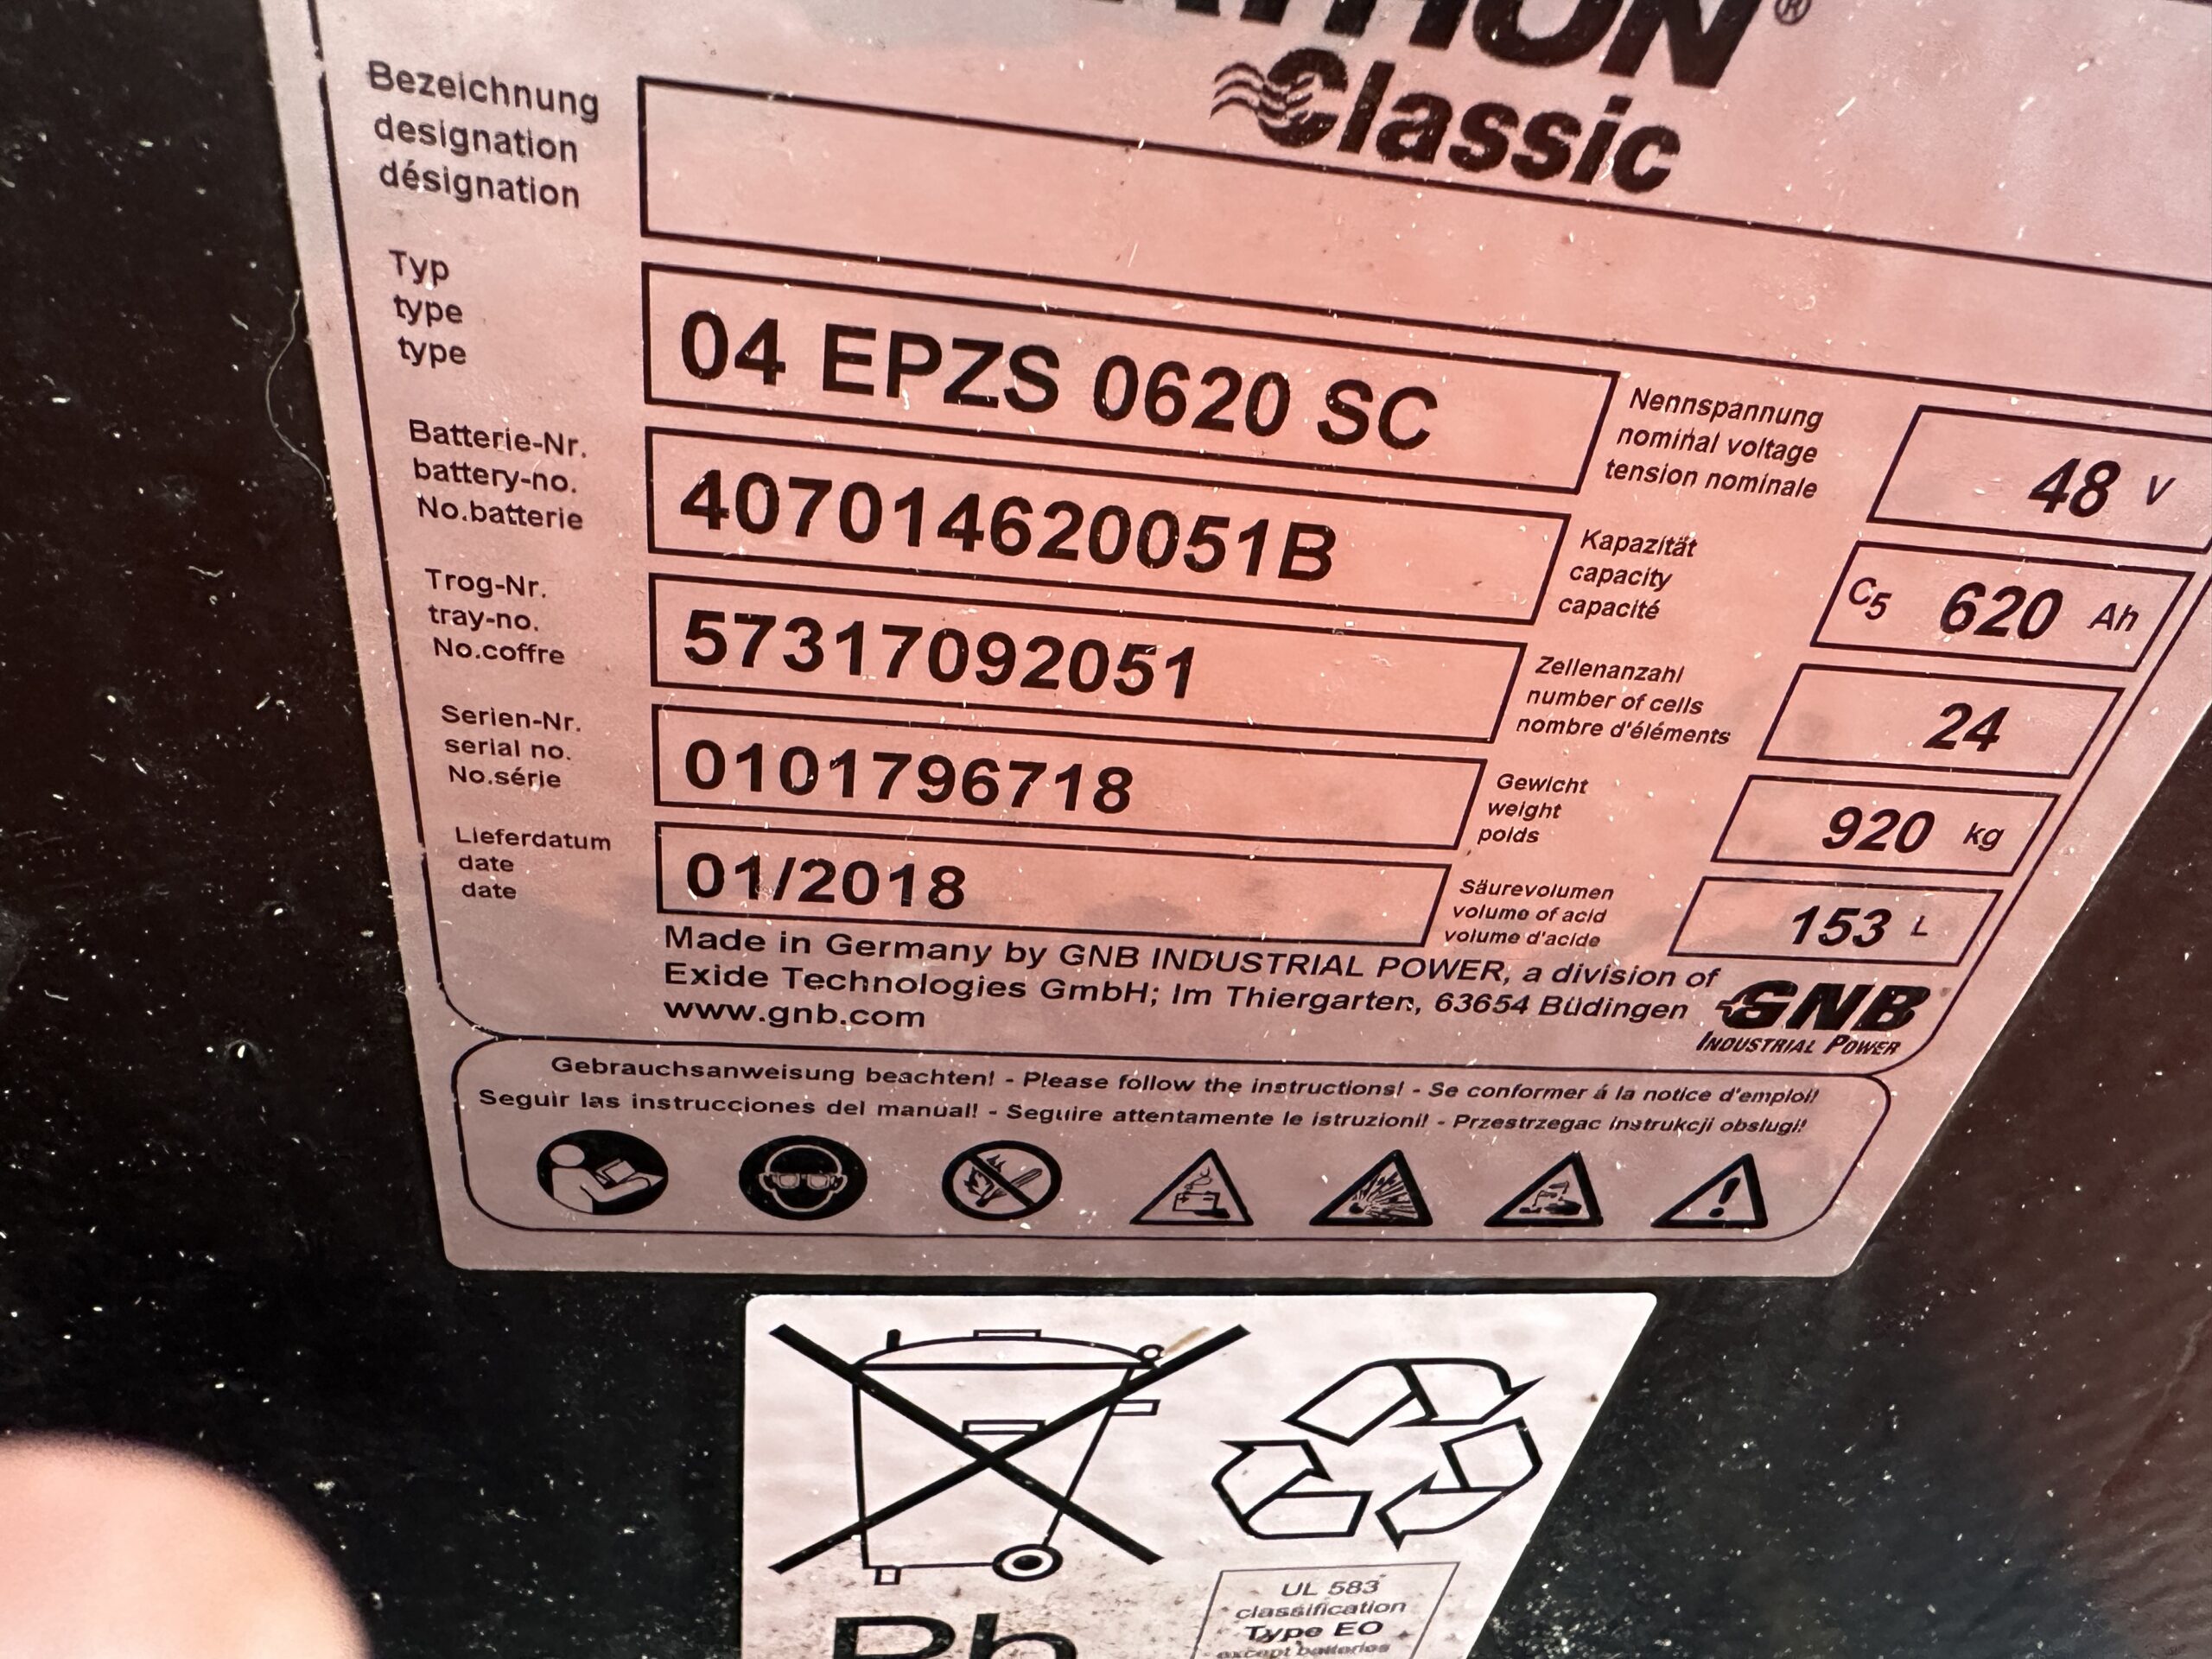 Classic
Bezeichnung
designation
désignation
Typ
type
type
04 EPZS 0620 SC
Nennspannung
nominal voltage
tension nominale
48 V
Batterie-Nr.
battery-no.
No.batterie
407014620051B
Kapazität
capacity
capacité
C5 620 Ah
Trog-Nr.
tray-no.
No.coffre
57317092051
Zellenanzahl
number of cells
nombre d'éléments
24
Serien-Nr.
serial no.
No.série
0101796718
Gewicht
weight
poids
920 kg
Lieferdatum
date
date
01/2018
Säurevolumen
volume of acid
volume d'acide
153 L
Made in Germany by GNB INDUSTRIAL POWER, a division of
Exide Technologies GmbH; Im Thiergarten, 63654 Büdingen
www.gnb.com
GNB
INDUSTRIAL POWER
Gebrauchsanweisung beachten! - Please follow the instructions! - Se conformer á la notice d'emploi!
Seguir las instrucciones del manual! - Seguire attentamente le istruzioni! - Przestrzegac instrukcji obslugi!
Pb
UL 583
classification
Type EO
except batteries